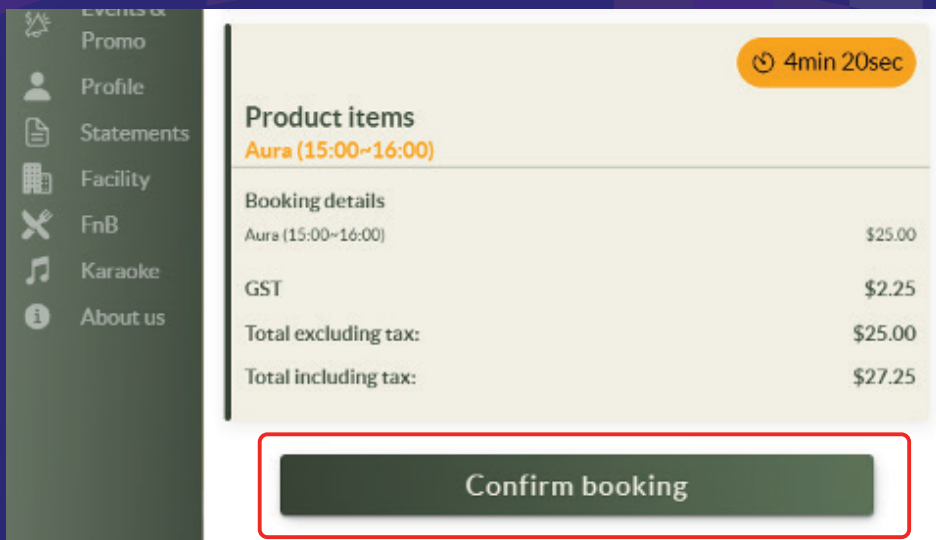 Events &
Promo
Profile
Statements
Facility
FnB
Karaoke
About us
4min 20sec
Product items
Aura (15:00~16:00)
Booking details
Aura (15:00~16:00) $25.00
GST $2.25
Total excluding tax: $25.00
Total including tax: $27.25
Confirm booking